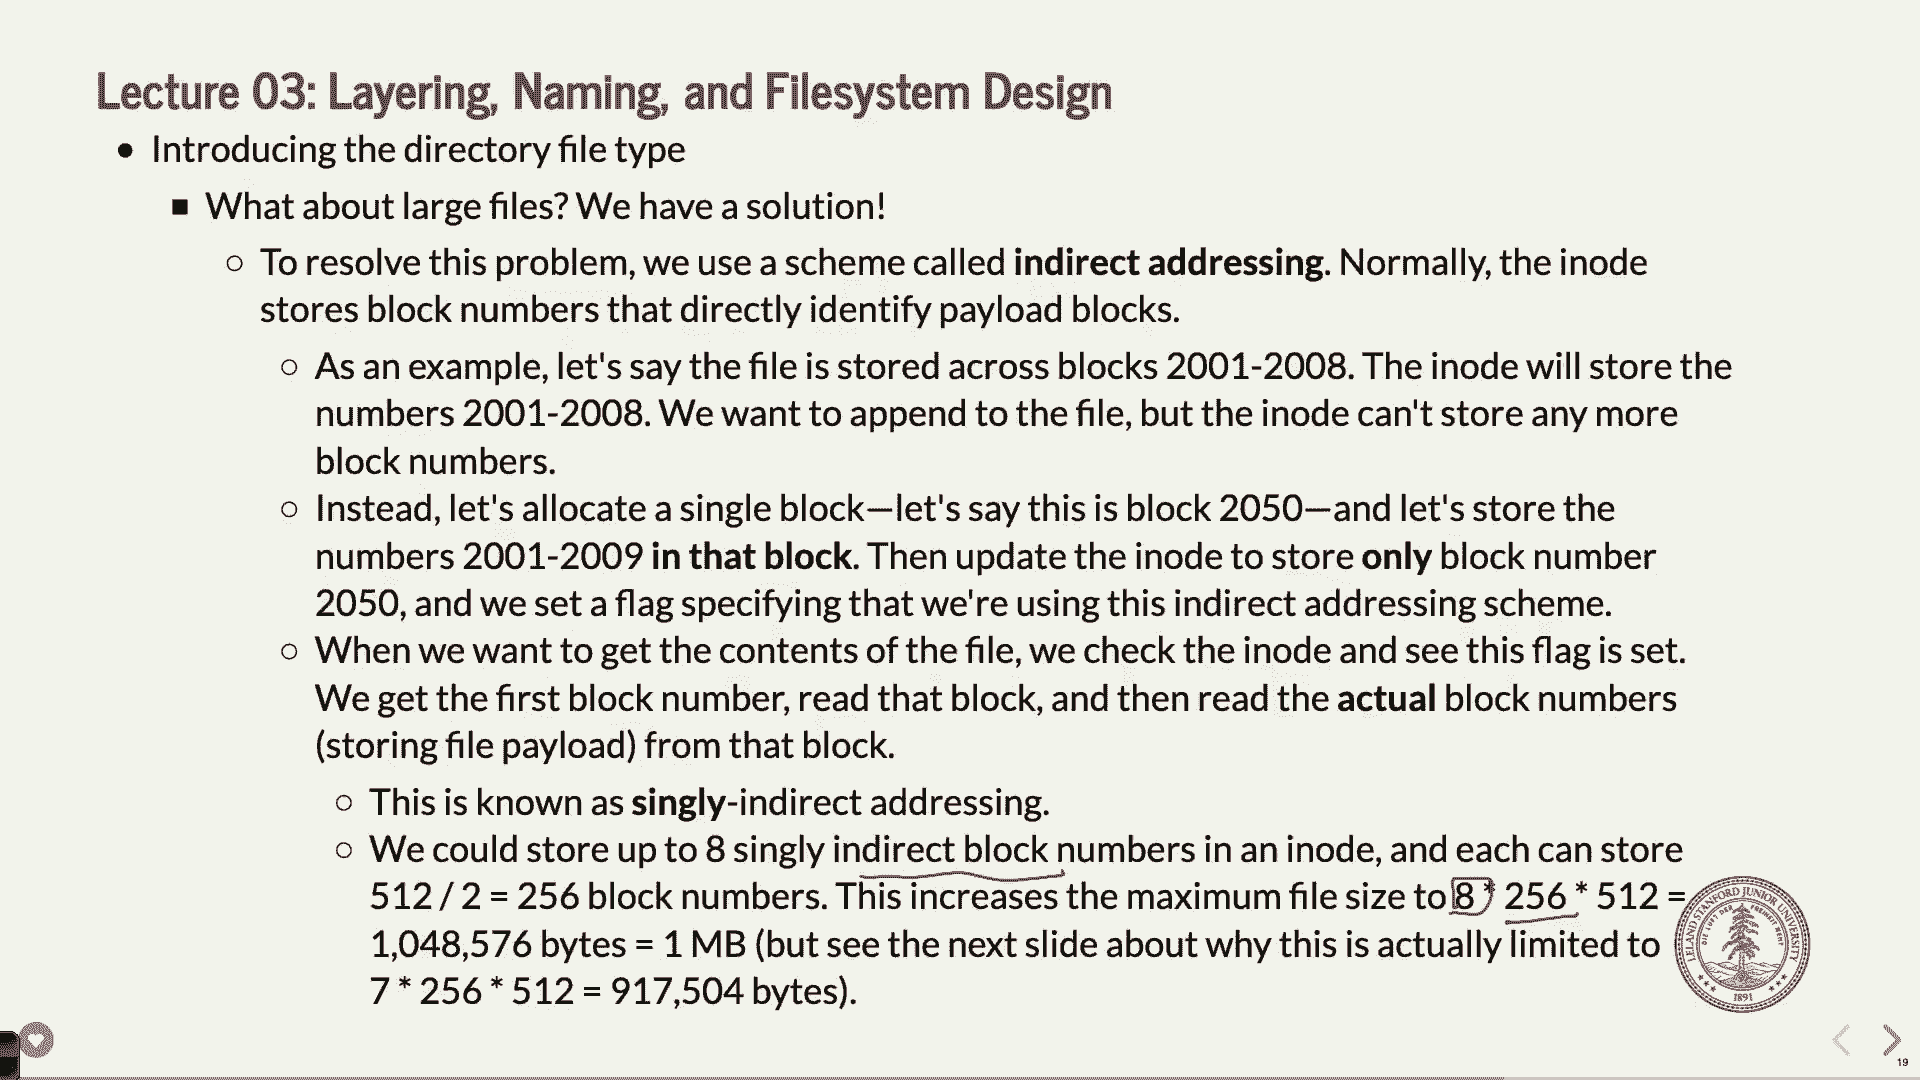 Lecture 03: Layering, Naming, and Filesystem Design
• Introducing the directory file type
▪ What about large files? We have a solution!
○ To resolve this problem, we use a scheme called indirect addressing. Normally, the inode
stores block numbers that directly identify payload blocks.
○ As an example, let's say the file is stored across blocks 2001-2008. The inode will store the
numbers 2001-2008. We want to append to the file, but the inode can't store any more
block numbers.
○ Instead, let's allocate a single block—let's say this is block 2050—and let's store the
numbers 2001-2009 in that block. Then update the inode to store only block number
2050, and we set a flag specifying that we're using this indirect addressing scheme.
○ When we want to get the contents of the file, we check the inode and see this flag is set.
We get the first block number, read that block, and then read the actual block numbers
(storing file payload) from that block.
○ This is known as singly-indirect addressing.
○ We could store up to 8 singly indirect block numbers in an inode, and each can store
512 / 2 = 256 block numbers. This increases the maximum file size to 8 * 256 * 512 =
1,048,576 bytes = 1 MB (but see the next slide about why this is actually limited to
7 * 256 * 512 = 917,504 bytes).
LELAND STANFORD JUNIOR UNIVERSITY
1891
19